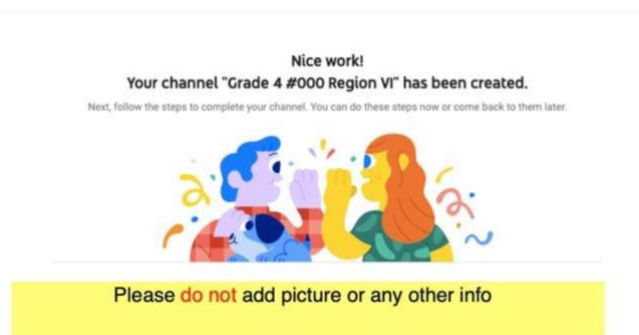 Nice work!
Your channel "Grade 4 #000 Region VI" has been created.
Next, follow the steps to complete your channel. You can do these steps now or come back to them later.
Please do not add picture or any other info